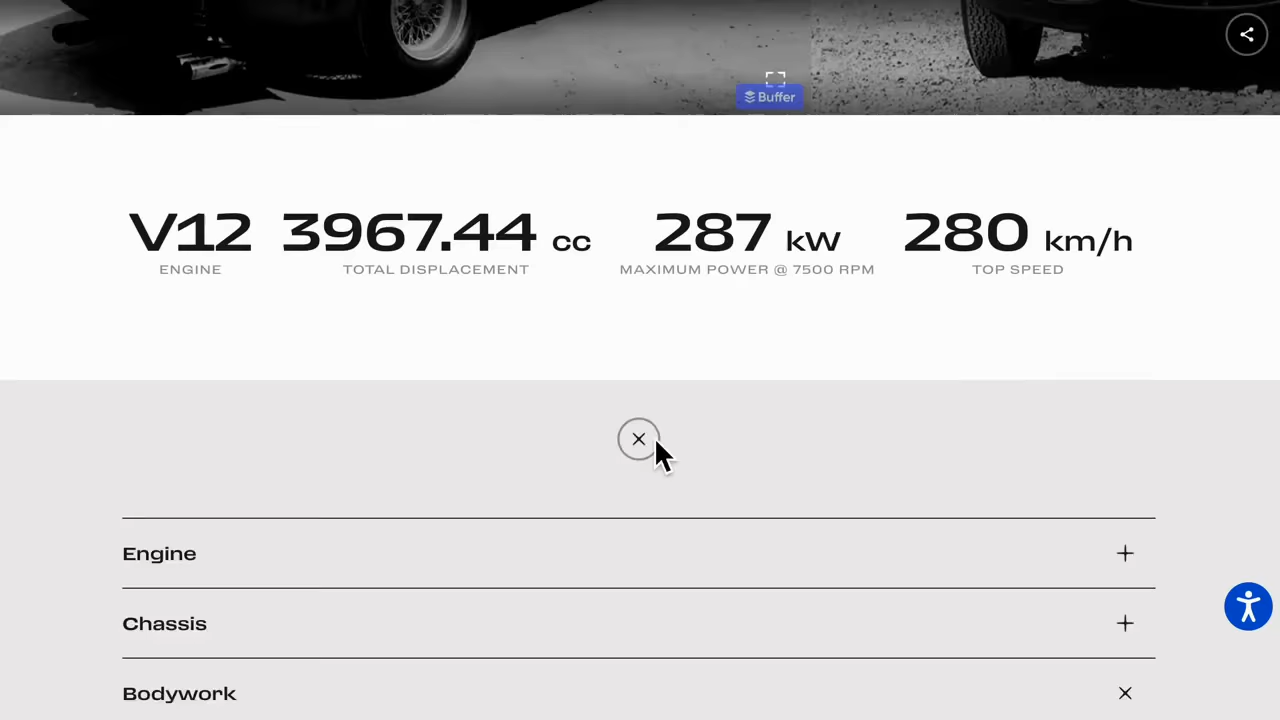 Buffer
V12 3967.44 cc 287 kW 280 km/h
ENGINE TOTAL DISPLACEMENT MAXIMUM POWER @ 7500 RPM TOP SPEED
Engine
Chassis
Bodywork